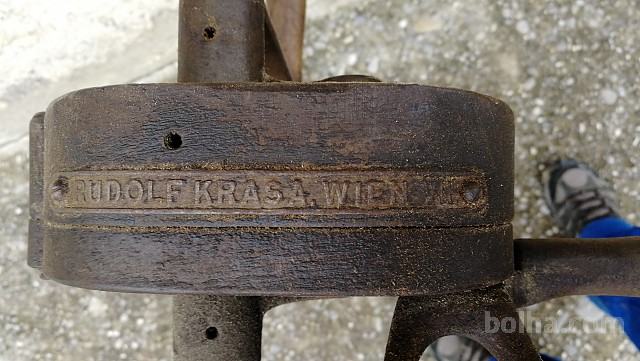 RUDOLF KRASA, WIEN
bolha.com